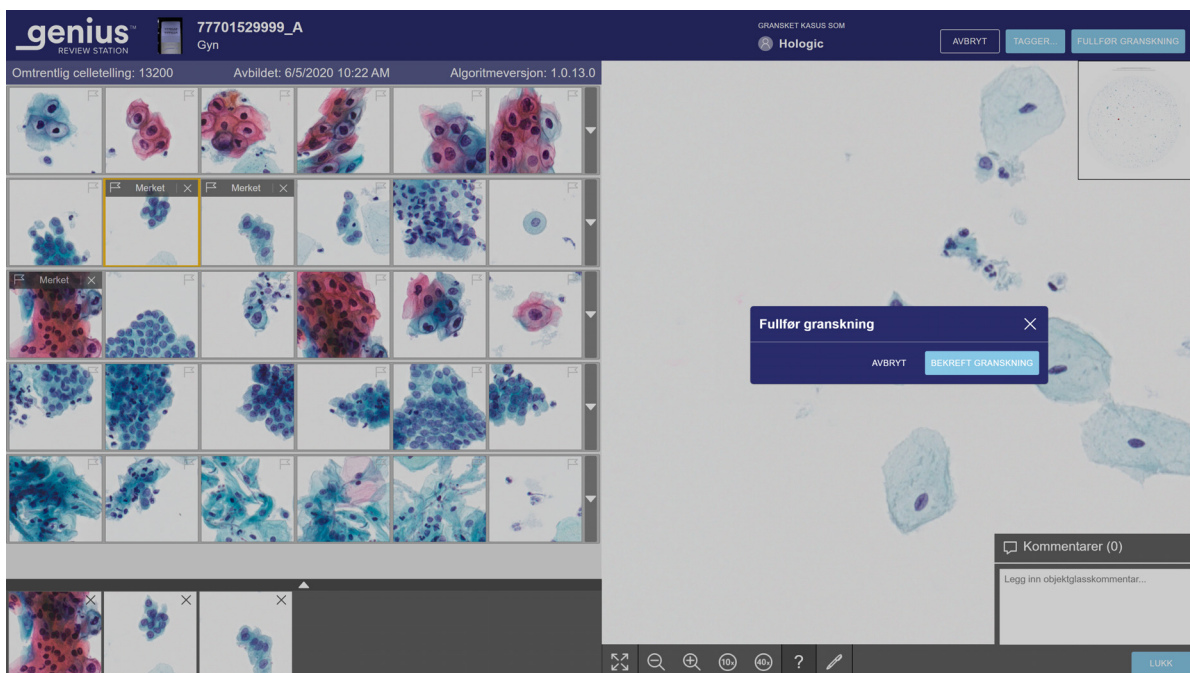 genius™
REVIEW STATION
77701529999_A
Gyn
GRANSKET KASUS SOM
Hologic
AVBRYT
TAGGER...
FULLFØR GRANSKNING
Omtrentlig celletelling: 13200
Avbildet: 6/5/2020 10:22 AM
Algoritmeversjon: 1.0.13.0
Merket
Merket
Merket
Fullfør granskning
AVBRYT
BEKREFT GRANSKNING
Kommentarer (0)
Legg inn objektglasskommentar...
10x
40x
?
LUKK